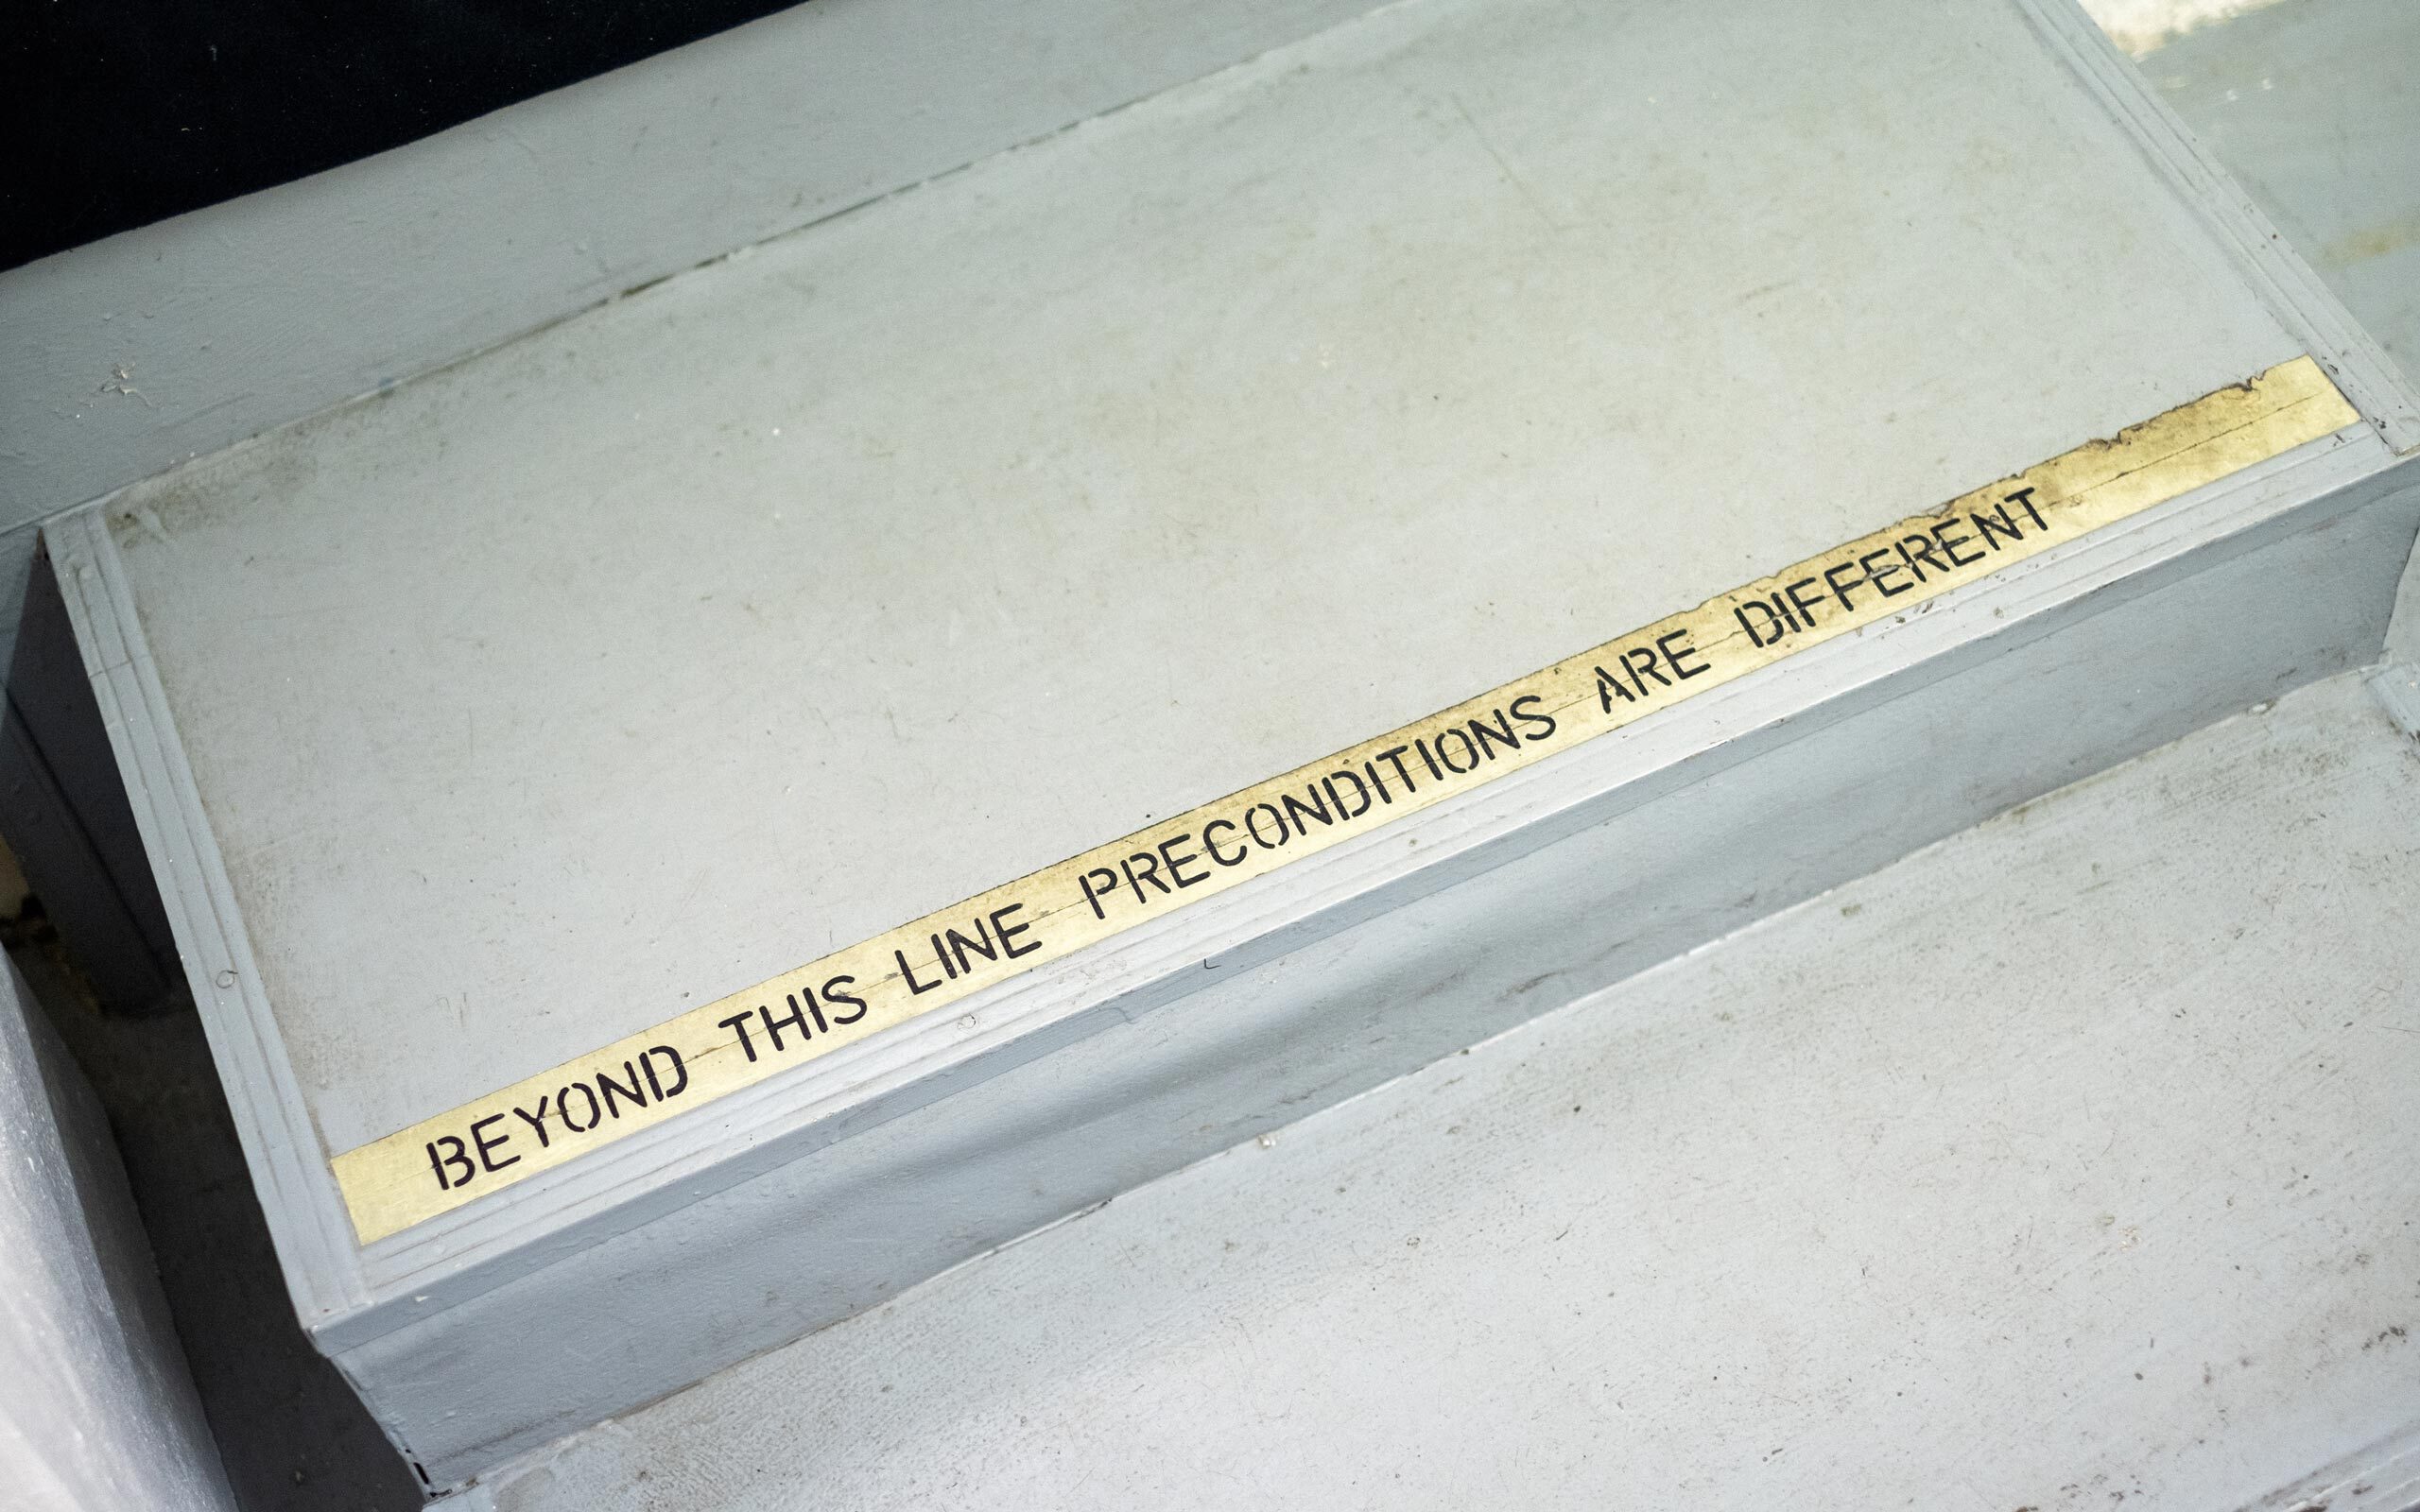 BEYOND THIS LINE PRECONDITIONS ARE DIFFERENT